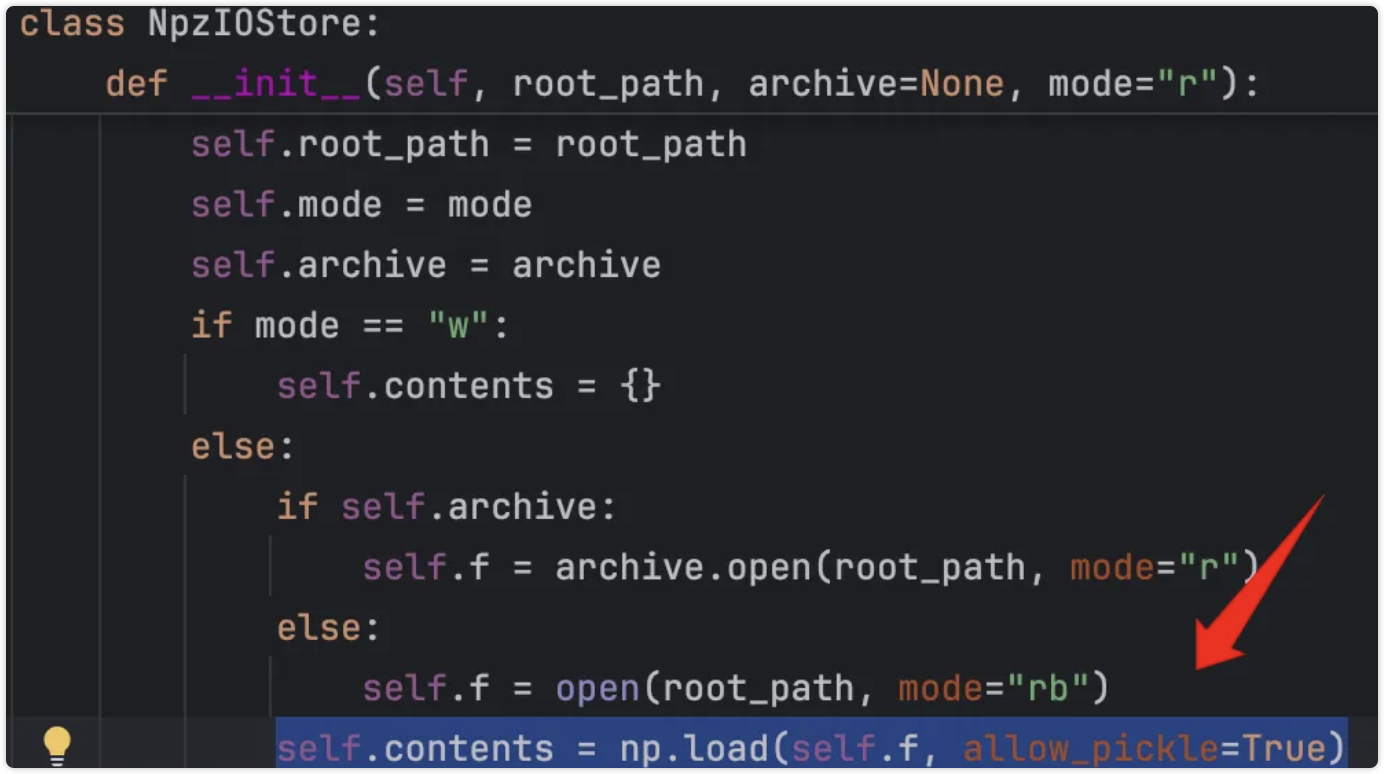 class NpzIOStore:
    def __init__(self, root_path, archive=None, mode="r"):
        self.root_path = root_path
        self.mode = mode
        self.archive = archive
        if mode == "w":
            self.contents = {}
        else:
            if self.archive:
                self.f = archive.open(root_path, mode="r")
            else:
                self.f = open(root_path, mode="rb")
            self.contents = np.load(self.f, allow_pickle=True)